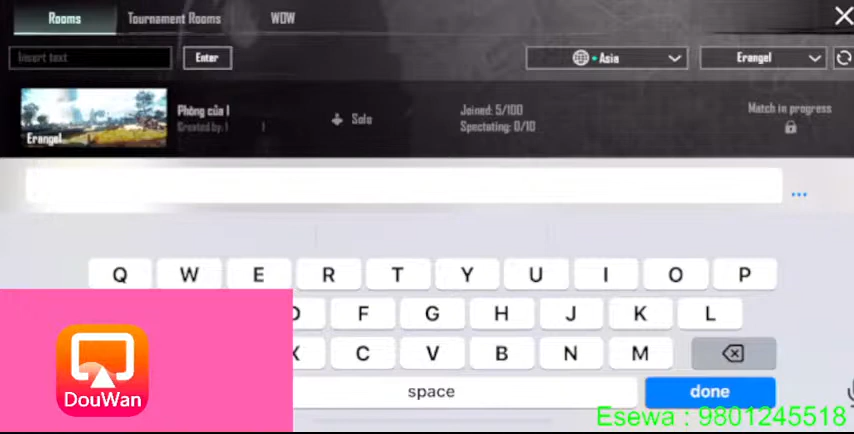 Rooms Tournament Rooms WOW
Insert text Enter Asia Erangel
Erangel
Phòng của
Created by:
Solo
Joined: 5/100
Spectating: 0/10
Match in progress
...
Q W E R T Y U I O P
D F G H J K L
X C V B N M
space done
DouWan
Esewa : 9801245518